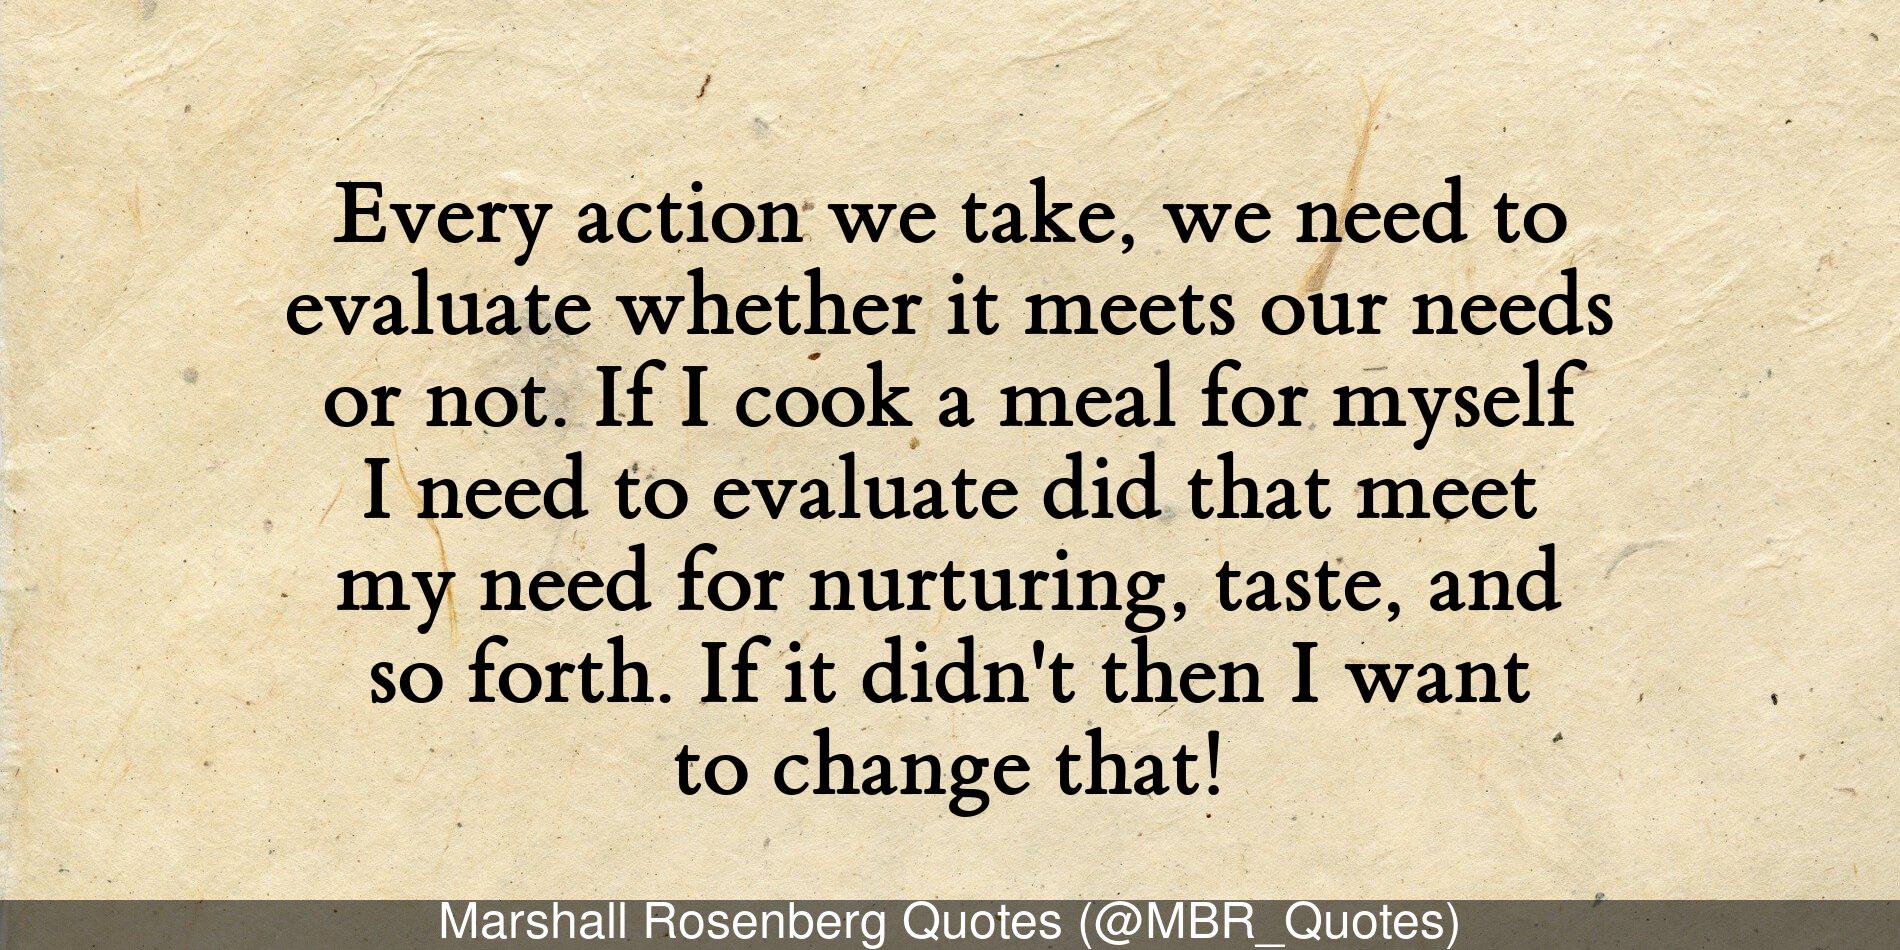 Every action we take, we need to
evaluate whether it meets our needs
or not. If I cook a meal for myself
I need to evaluate did that meet
my need for nurturing, taste, and
so forth. If it didn't then I want
to change that!
Marshall Rosenberg Quotes (@MBR_Quotes)